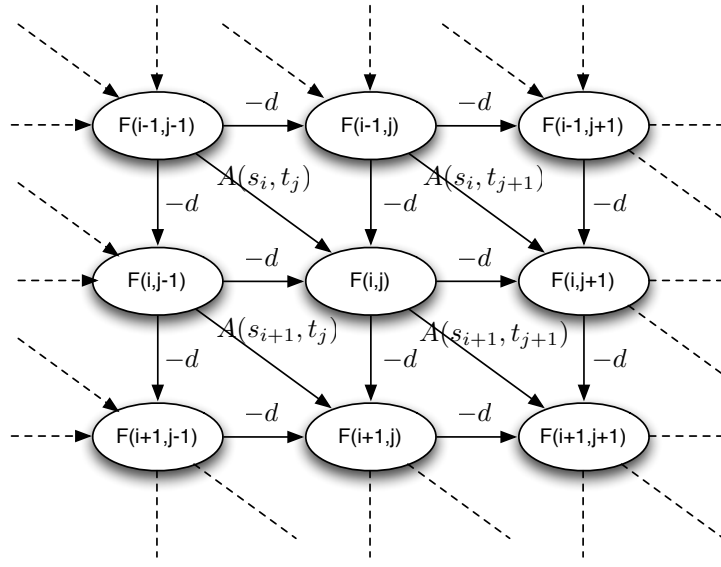 −d −d
F(i-1,j-1) F(i-1,j) F(i-1,j+1)
A(s_i, t_j) A(s_i, t_{j+1})
−d −d −d
−d −d
F(i,j-1) F(i,j) F(i,j+1)
A(s_{i+1}, t_j) A(s_{i+1}, t_{j+1})
−d −d −d
−d −d
F(i+1,j-1) F(i+1,j) F(i+1,j+1)